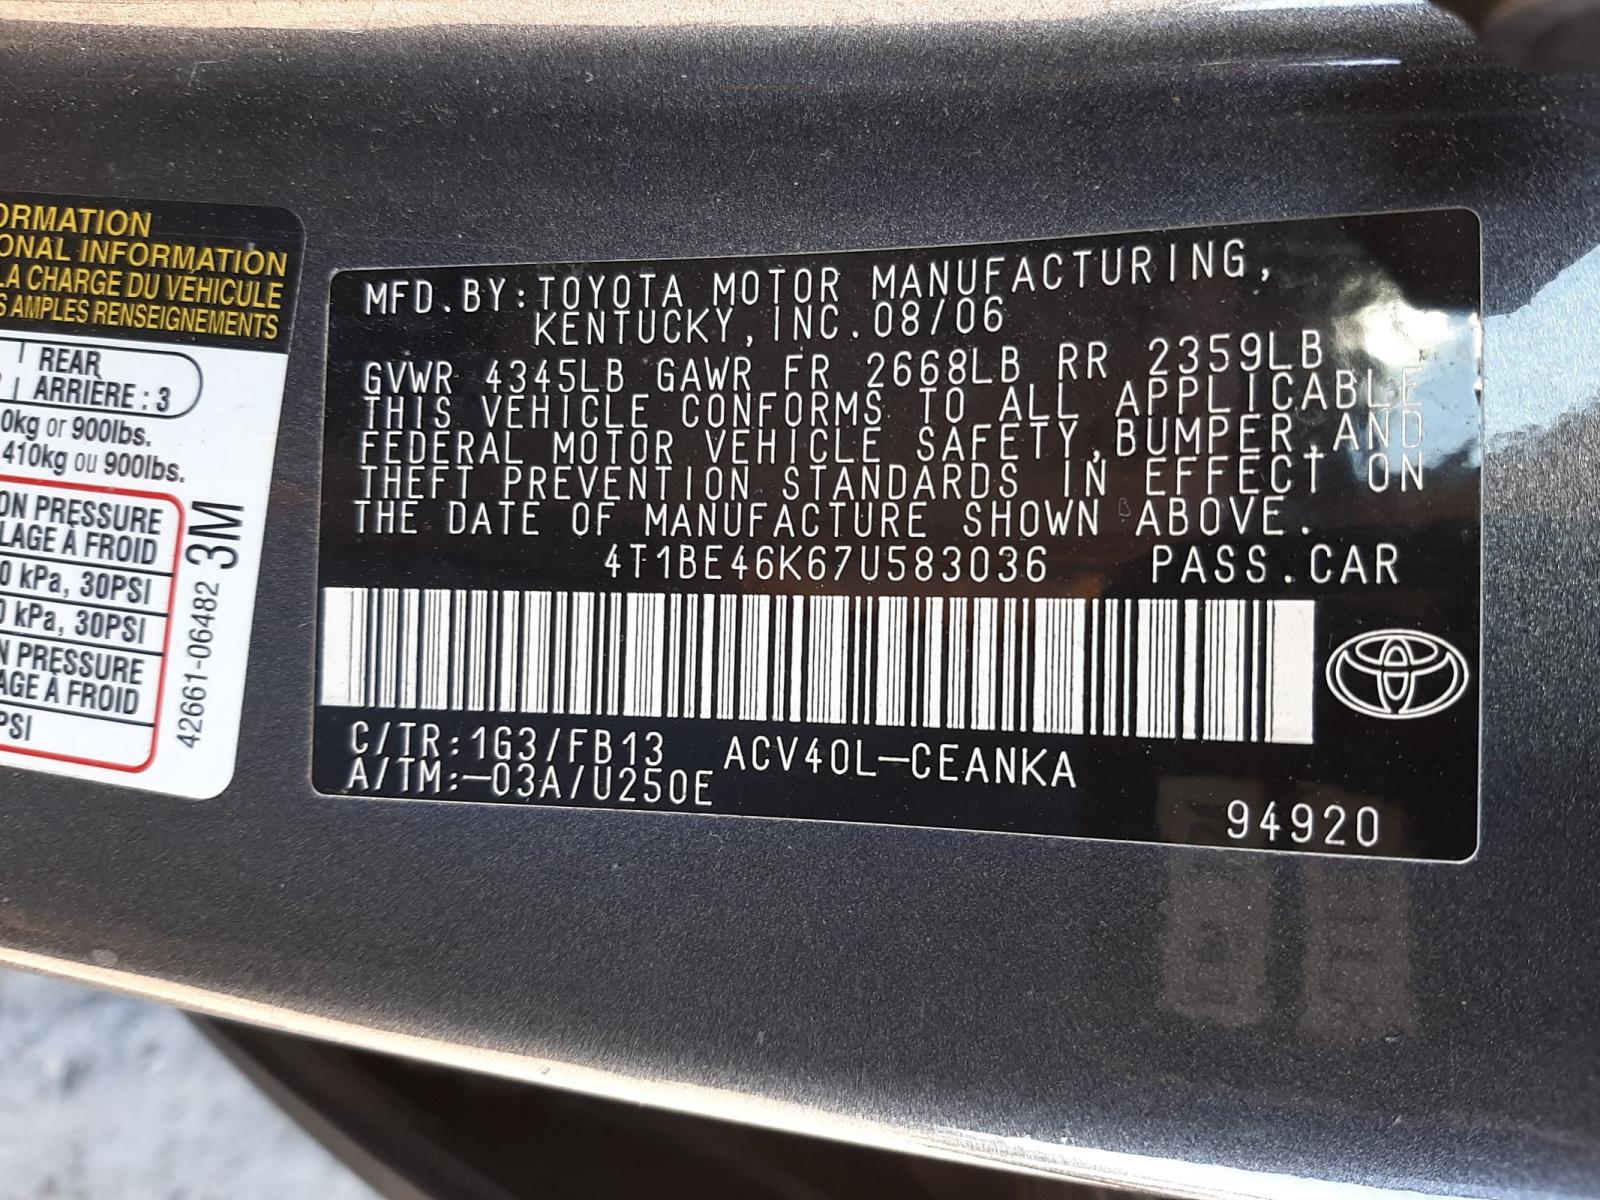 ORMATION
ONAL INFORMATION
LA CHARGE DU VÉHICULE
S AMPLES RENSEIGNEMENTS
REAR
ARRIÈRE : 3
0kg or 900lbs.
410kg ou 900lbs.
ON PRESSURE
LAGE À FROID
0 kPa, 30PSI
0 kPa, 30PSI
N PRESSURE
AGE À FROID
PSI
42661-06482 3M
MFD.BY:TOYOTA MOTOR MANUFACTURING,
KENTUCKY,INC.08/06
GVWR 4345LB GAWR FR 2668LB RR 2359LB
THIS VEHICLE CONFORMS TO ALL APPLICABLE
FEDERAL MOTOR VEHICLE SAFETY,BUMPER,AND
THEFT PREVENTION STANDARDS IN EFFECT ON
THE DATE OF MANUFACTURE SHOWN ABOVE.
4T1BE46K67U583036 PASS.CAR
C/TR:1G3/FB13 ACV40L-CEANKA
A/TM:-03A/U250E
94920